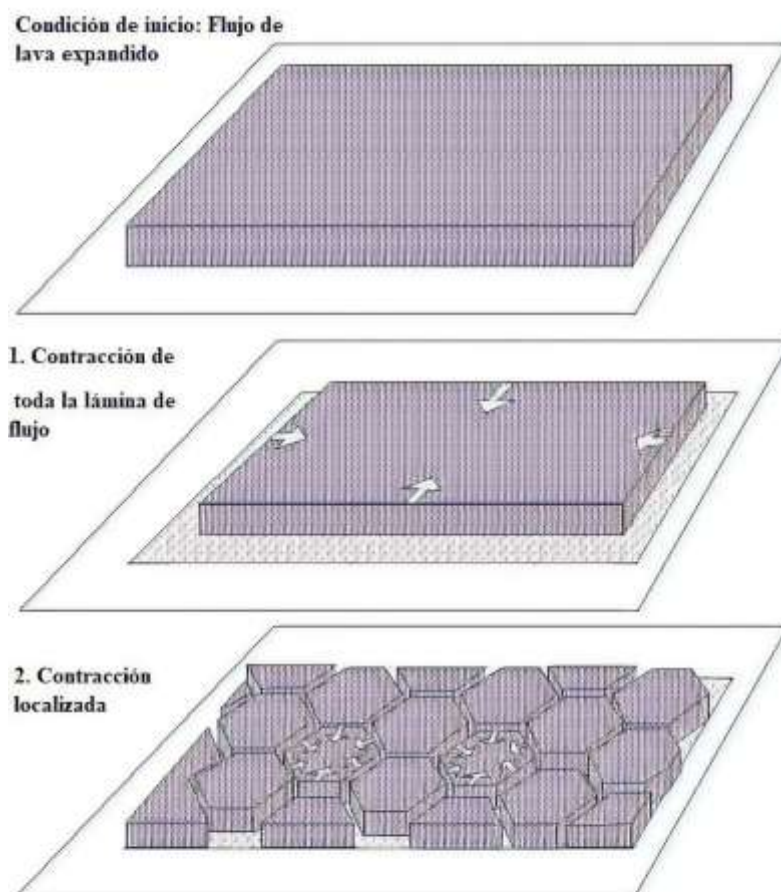 Condición de inicio: Flujo de
lava expandido
1. Contracción de
toda la lámina de
flujo
2. Contracción
localizada